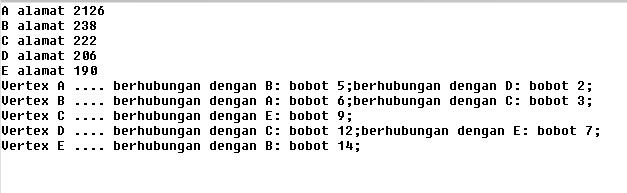 A alamat 2126
B alamat 238
C alamat 222
D alamat 206
E alamat 190
Vertex A .... berhubungan dengan B: bobot 5;berhubungan dengan D: bobot 2;
Vertex B .... berhubungan dengan A: bobot 6;berhubungan dengan C: bobot 3;
Vertex C .... berhubungan dengan E: bobot 9;
Vertex D .... berhubungan dengan C: bobot 12;berhubungan dengan E: bobot 7;
Vertex E .... berhubungan dengan B: bobot 14;